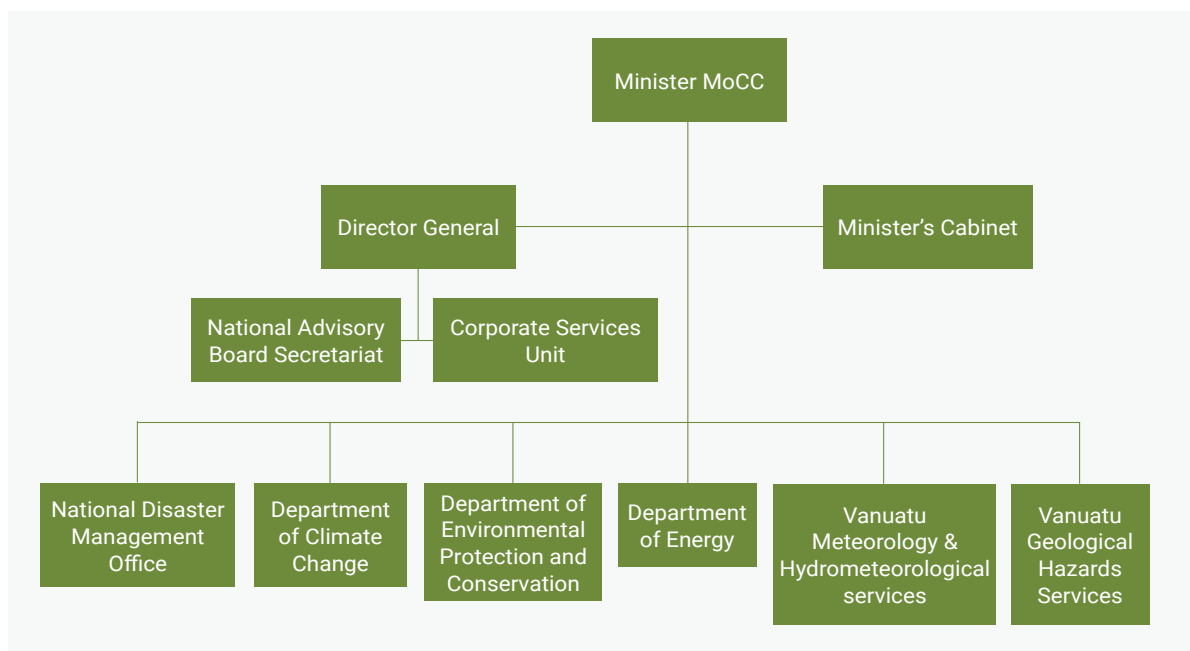 Minister MoCC
Director General
Minister’s Cabinet
National Advisory
Board Secretariat
Corporate Services
Unit
National Disaster
Management
Office
Department
of Climate
Change
Department of
Environmental
Protection and
Conservation
Department
of Energy
Vanuatu
Meteorology &
Hydrometeorological
services
Vanuatu
Geological
Hazards
Services